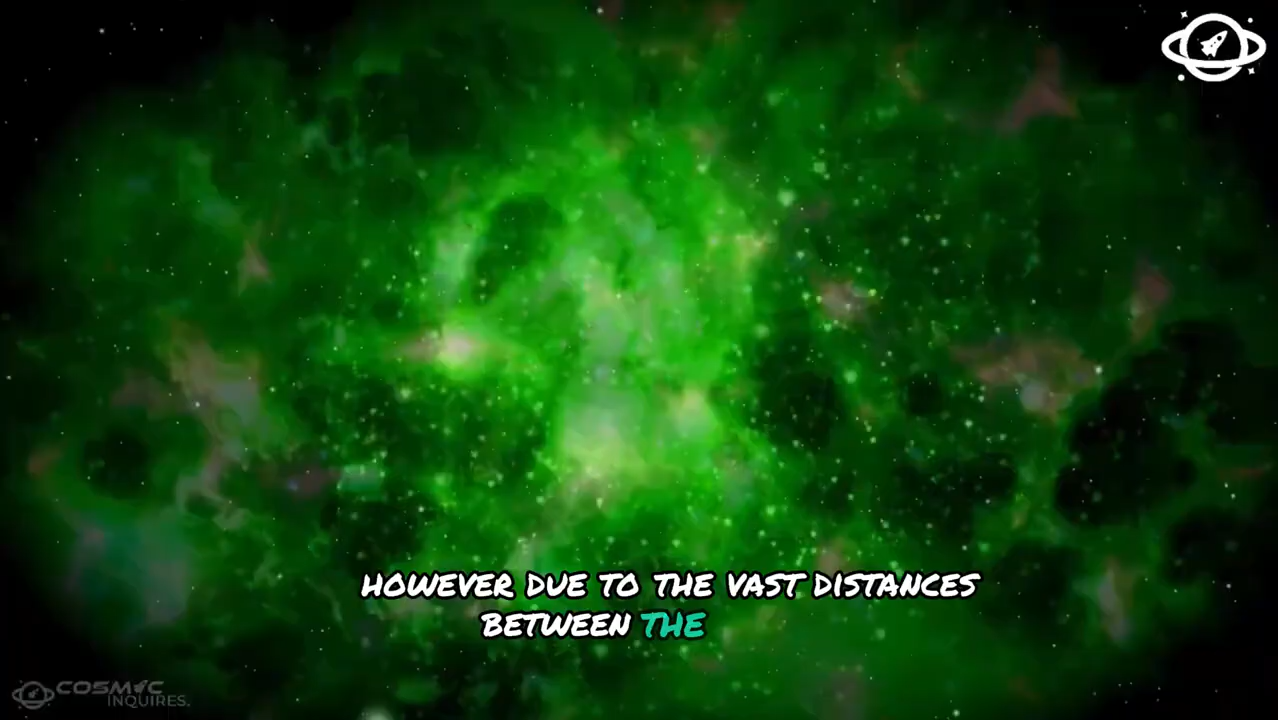 HOWEVER DUE TO THE VAST DISTANCES
BETWEEN THE
COSMIC
INQUIRES.